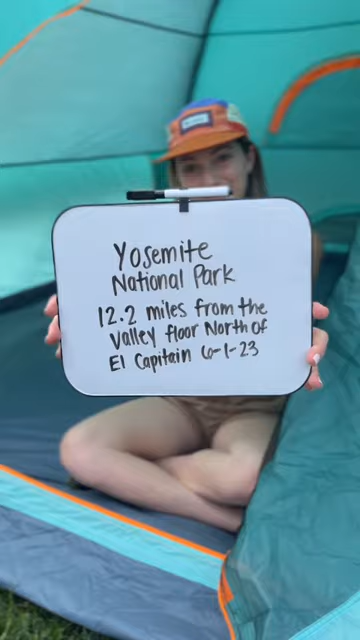 Yosemite
National Park
12.2 miles from the
Valley floor North of
El Capitain 6-1-23